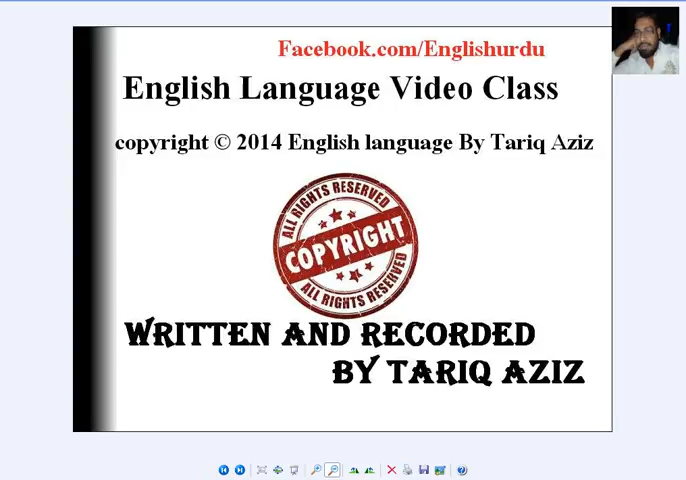 Facebook.com/Englishurdu
English Language Video Class
copyright © 2014 English language By Tariq Aziz
ALL RIGHTS RESERVED
COPYRIGHT
ALL RIGHTS RESERVED
WRITTEN AND RECORDED
BY TARIQ AZIZ